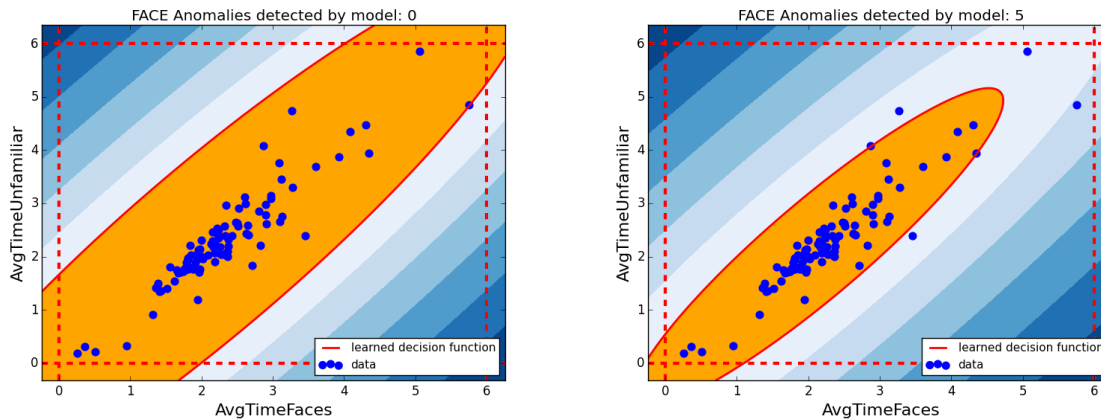 FACE Anomalies detected by model: 0
6
5
4
3
2
1
0
AvgTimeUnfamiliar
learned decision function
data
0 1 2 3 4 5 6
AvgTimeFaces
FACE Anomalies detected by model: 5
6
5
4
3
2
1
0
AvgTimeUnfamiliar
learned decision function
data
0 1 2 3 4 5 6
AvgTimeFaces